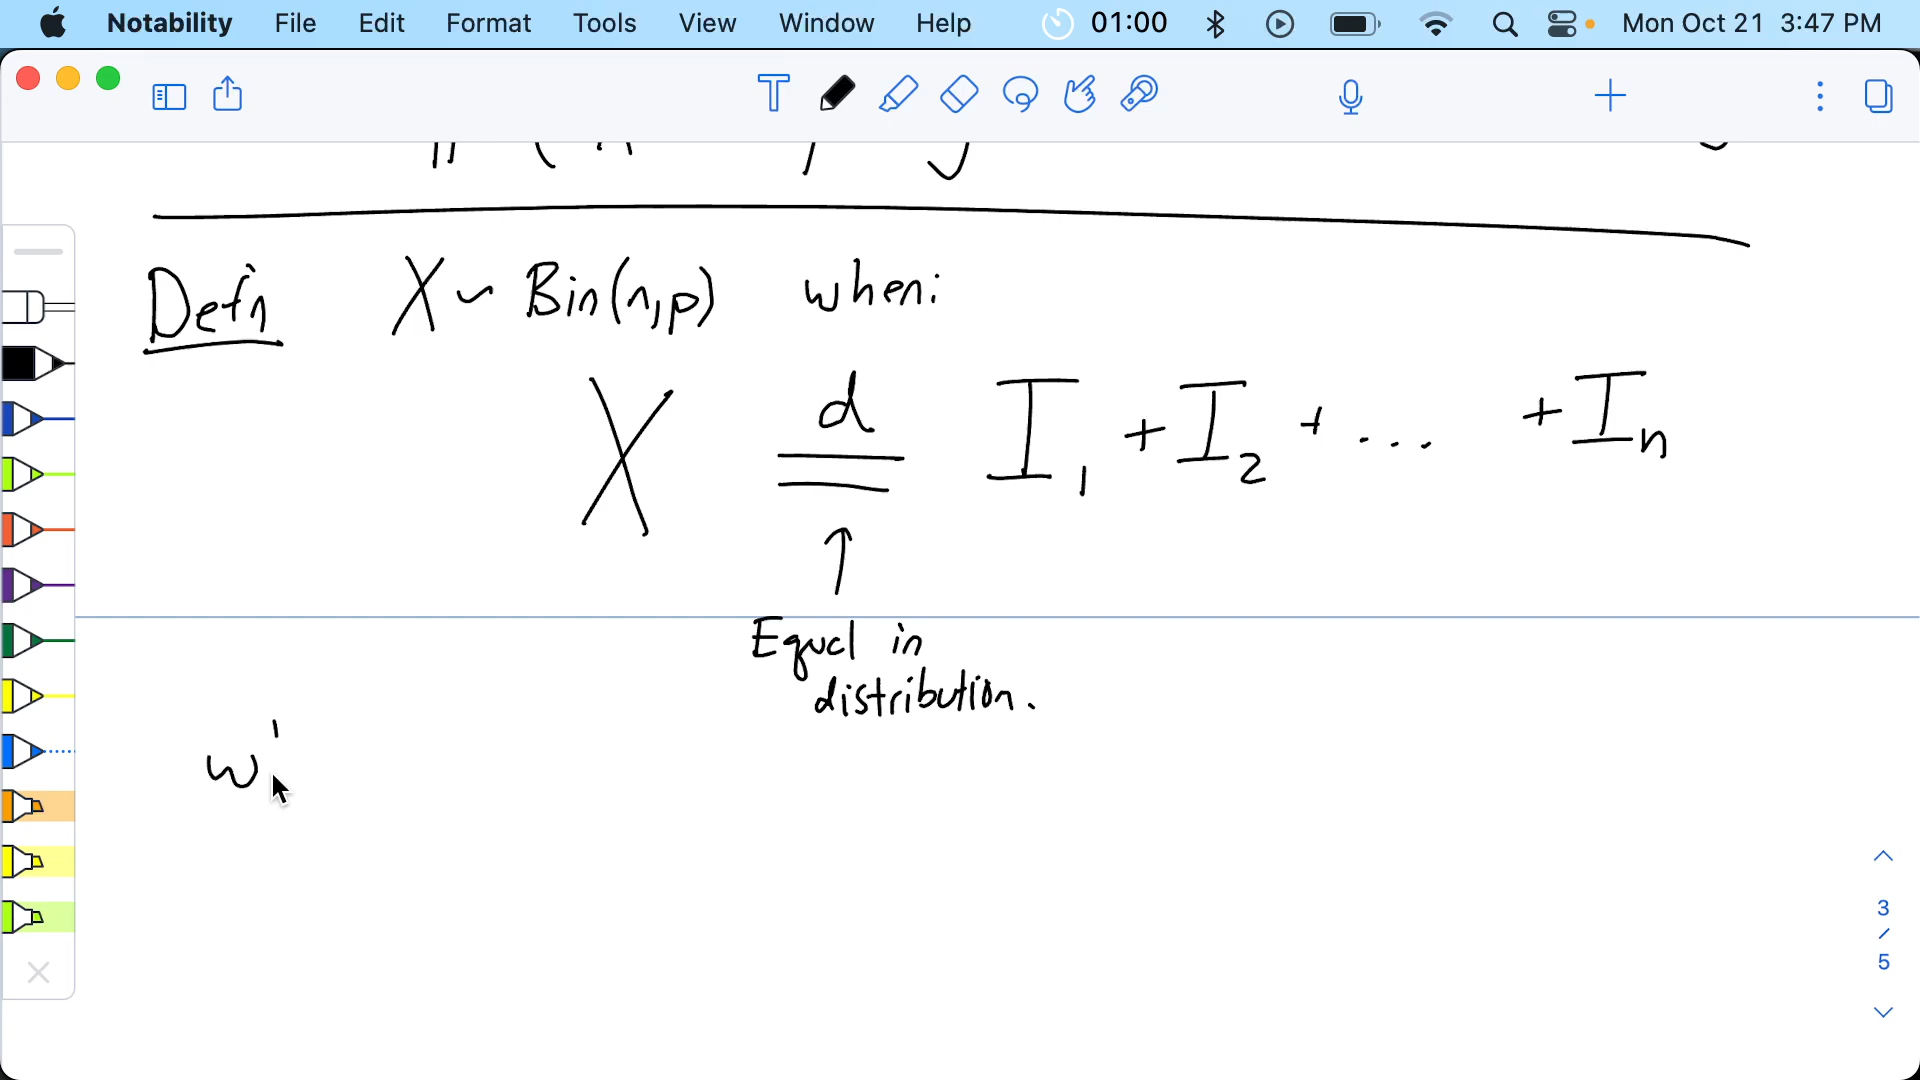 Notability File Edit Format Tools View Window Help 01:00 Mon Oct 21 3:47 PM
T
Defn X ~ Bin(n,p) when:
X d= I₁ + I₂ + ... + Iₙ
↑
Equal in
distribution.
wi
3
/
5